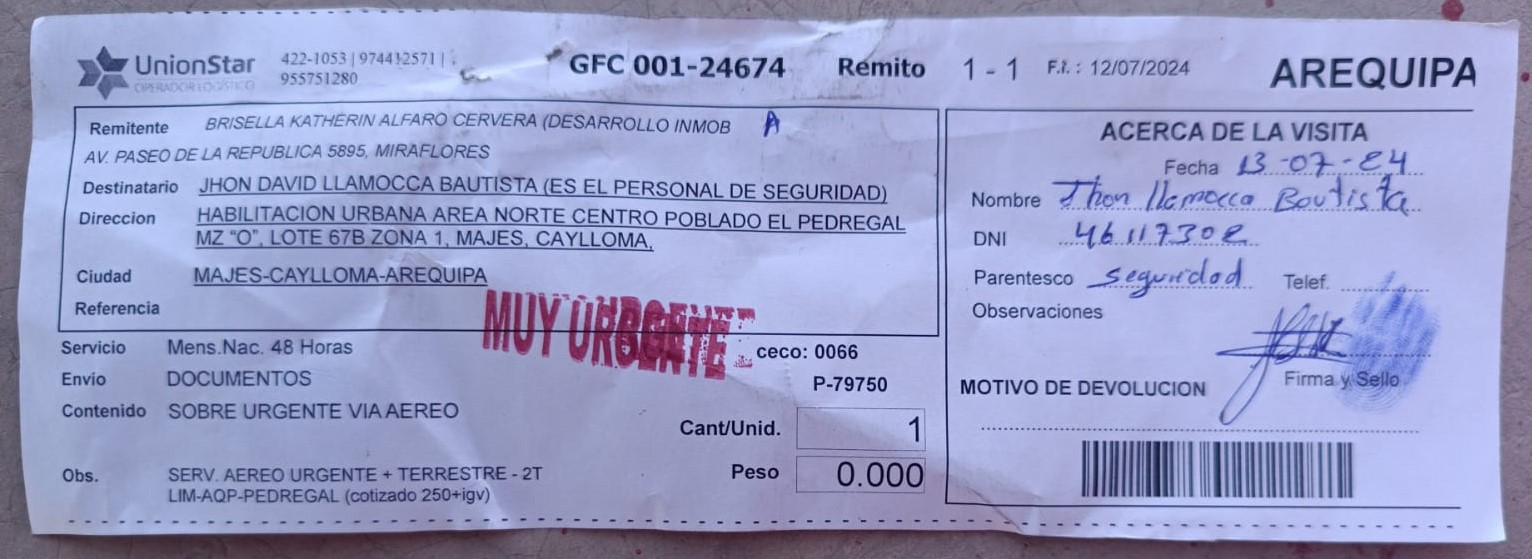 UnionStar
OPERADOR LOGISTICO
422-1053 | 974412571 |
955751280
GFC 001-24674 Remito 1 - 1 F.I.: 12/07/2024 AREQUIPA
Remitente BRISELLA KATHERIN ALFARO CERVERA (DESARROLLO INMOB A
AV. PASEO DE LA REPUBLICA 5895, MIRAFLORES
Destinatario JHON DAVID LLAMOCCA BAUTISTA (ES EL PERSONAL DE SEGURIDAD)
Direccion HABILITACION URBANA AREA NORTE CENTRO POBLADO EL PEDREGAL
MZ "O", LOTE 67B ZONA 1, MAJES, CAYLLOMA,
Ciudad MAJES-CAYLLOMA-AREQUIPA
Referencia
MUY URGENTE
Servicio Mens.Nac. 48 Horas
ceco: 0066
Envio DOCUMENTOS
P-79750
Contenido SOBRE URGENTE VIA AEREO
Cant/Unid. 1
Peso 0.000
Obs. SERV. AEREO URGENTE + TERRESTRE - 2T
LIM-AQP-PEDREGAL (cotizado 250+igv)
ACERCA DE LA VISITA
Fecha 13-07-24
Nombre Jhon llamocca Boutista
DNI 46117302
Parentesco seguridad Telef.
Observaciones
Firma y Sello
MOTIVO DE DEVOLUCION